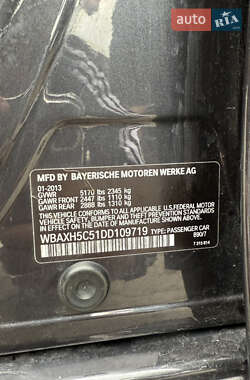 AUTO
RIA
MFD BY BAYERISCHE MOTOREN WERKE AG
01-2013
GVWR 5170 lbs 2345 kg
GAWR FRONT 2447 lbs 1110 kg
GAWR REAR 2888 lbs 1310 kg
THIS VEHICLE CONFORMS TO ALL APPLICABLE U.S. FEDERAL MOTOR
VEHICLE SAFETY, BUMPER AND THEFT PREVENTION STANDARDS
IN EFFECT ON THE DATE OF MANUFACTURE SHOWN ABOVE.
WBAXH5C51DD109719 TYPE: PASSENGER CAR
890/7